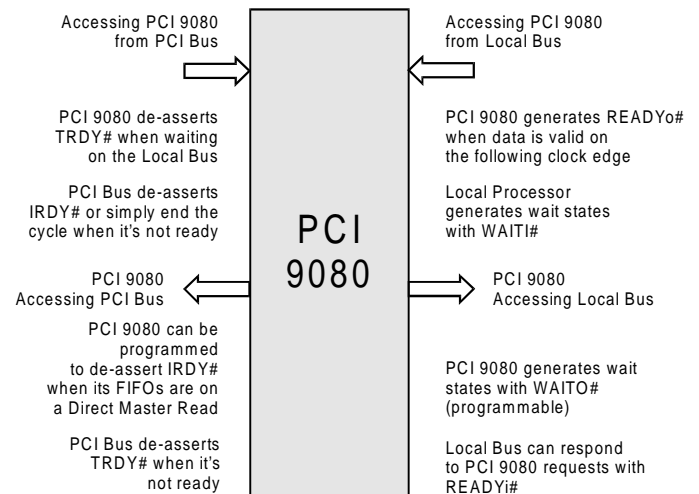 Accessing PCI 9080
from PCI Bus
PCI 9080 de-asserts
TRDY# when waiting
on the Local Bus
PCI Bus de-asserts
IRDY# or simply end the
cycle when it's not ready
PCI 9080
Accessing PCI Bus
PCI 9080 can be
programmed
to de-assert IRDY#
when its FIFOs are on
a Direct Master Read
PCI Bus de-asserts
TRDY# when it's
not ready
PCI
9080
Accessing PCI 9080
from Local Bus
PCI 9080 generates READYo#
when data is valid on
the following clock edge
Local Processor
generates wait states
with WAITI#
PCI 9080
Accessing Local Bus
PCI 9080 generates wait
states with WAITO#
(programmable)
Local Bus can respond
to PCI 9080 requests with
READYi#